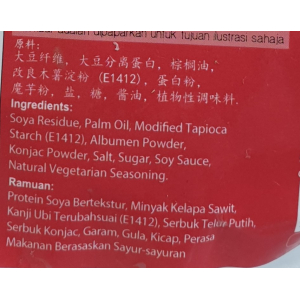 dipaparkan untuk tujuan ilustrasi sahaja
原料:
大豆纤维, 大豆分离蛋白, 棕榈油,
改良木薯淀粉 (E1412), 蛋白粉,
魔芋粉, 盐, 糖, 酱油, 植物性调味料.
Ingredients:
Soya Residue, Palm Oil, Modified Tapioca
Starch (E1412), Albumen Powder,
Konjac Powder, Salt, Sugar, Soy Sauce,
Natural Vegetarian Seasoning.
Ramuan:
Protein Soya Bertekstur, Minyak Kelapa Sawit,
Kanji Ubi Terubahsuai (E1412), Serbuk Telur Putih,
Serbuk Konjac, Garam, Gula, Kicap, Perasa
Makanan Berasaskan Sayur-sayuran